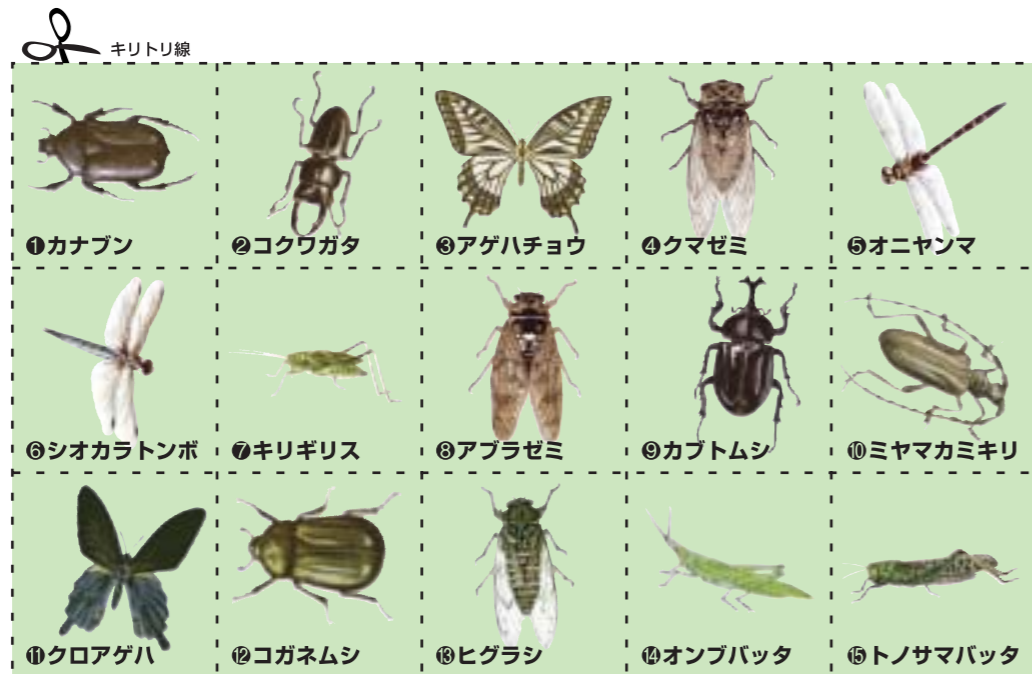 キリトリ線
❶カナブン
❷コクワガタ
❸アゲハチョウ
❹クマゼミ
❺オニヤンマ
❻シオカラトンボ
❼キリギリス
❽アブラゼミ
❾カブトムシ
❿ミヤマカミキリ
⓫クロアゲハ
⓬コガネムシ
⓭ヒグラシ
⓮オンブバッタ
⓯トノサマバッタ